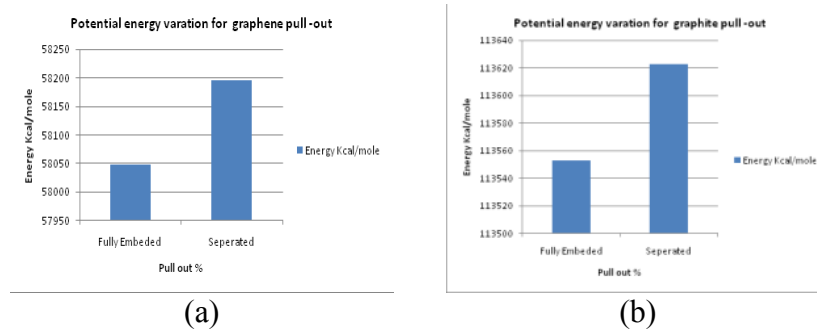 Potential energy varation for graphene pull -out
58250
58200
58150
58100
58050
58000
57950
Energy Kcal/mole
Fully Embeded
Seperated
Pull out %
Energy Kcal/mole
(a)
Potential energy varation for graphite pull -out
113640
113620
113600
113580
113560
113540
113520
113500
Energy Kcal/mole
Fully Embeded
Seperated
Pull out %
Energy Kcal/mole
(b)